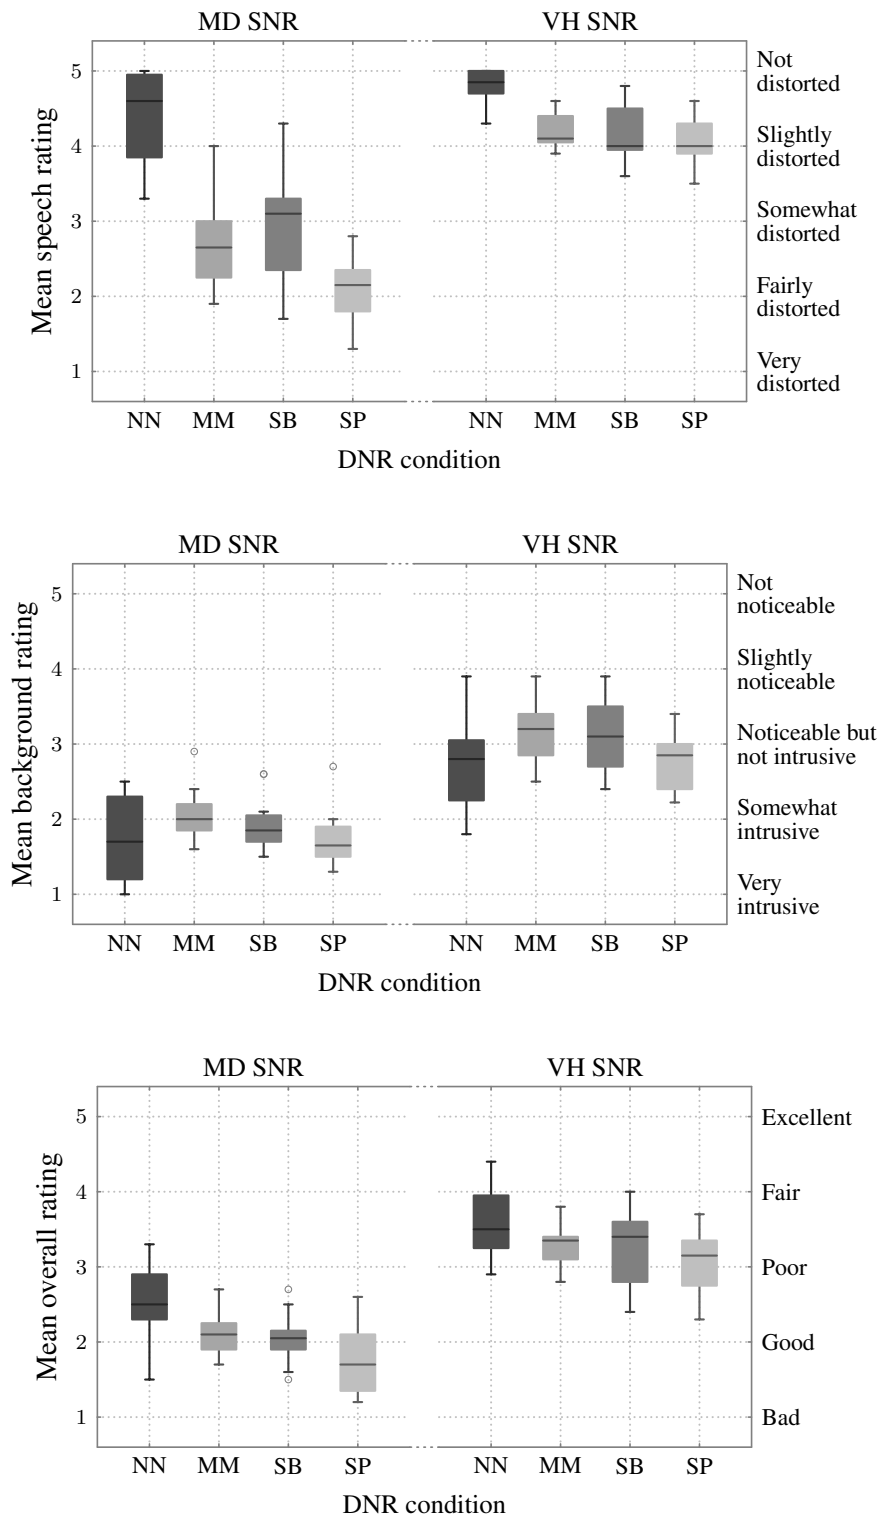 MD SNR VH SNR
Mean speech rating
5
4
3
2
1
Not
distorted
Slightly
distorted
Somewhat
distorted
Fairly
distorted
Very
distorted
NN MM SB SP NN MM SB SP
DNR condition
MD SNR VH SNR
Mean background rating
5
4
3
2
1
Not
noticeable
Slightly
noticeable
Noticeable but
not intrusive
Somewhat
intrusive
Very
intrusive
NN MM SB SP NN MM SB SP
DNR condition
MD SNR VH SNR
Mean overall rating
5
4
3
2
1
Excellent
Fair
Poor
Good
Bad
NN MM SB SP NN MM SB SP
DNR condition